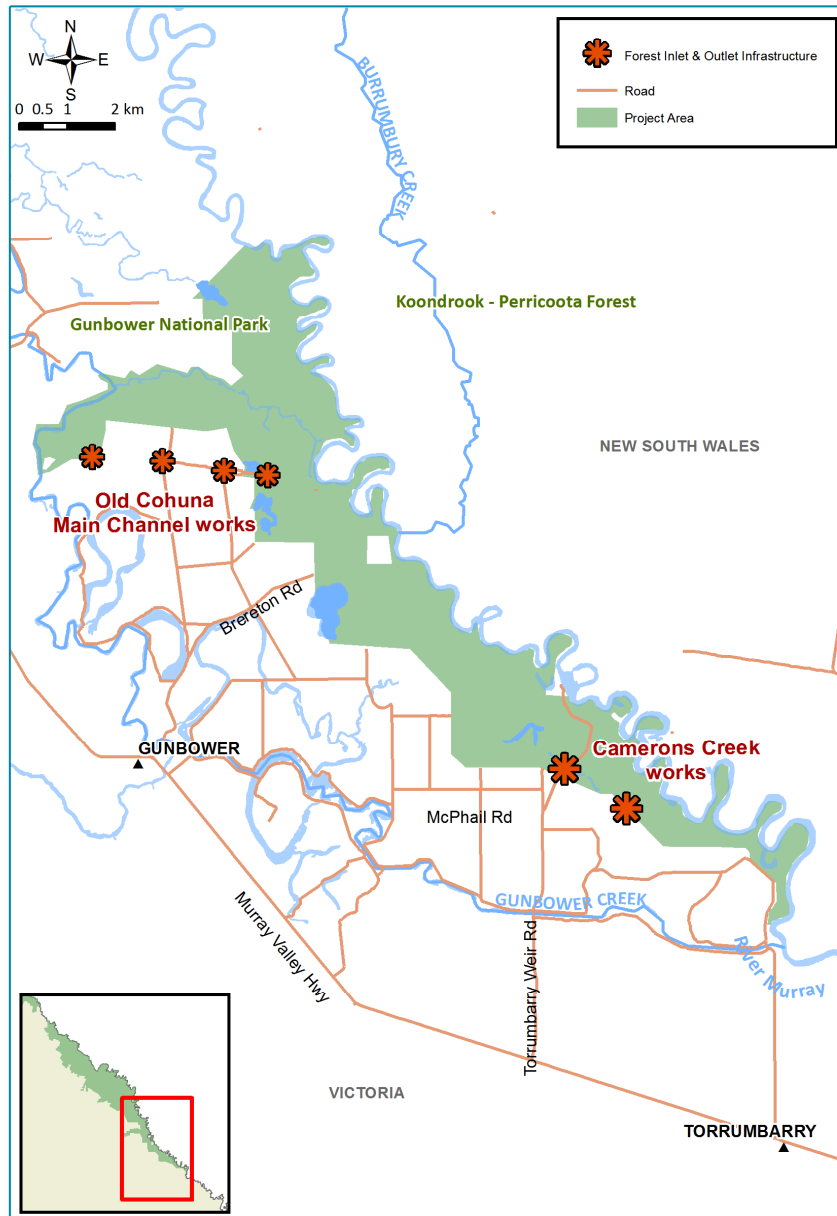 N
W E
S
0 0.5 1 2 km
Forest Inlet & Outlet Infrastructure
Road
Project Area
BURRUMBURY CREEK
Koondrook - Perricoota Forest
Gunbower National Park
NEW SOUTH WALES
Old Cohuna
Main Channel works
Brereton Rd
GUNBOWER
Camerons Creek
works
McPhail Rd
GUNBOWER CREEK
Murray Valley Hwy
Torrumbarry Weir Rd
River Murray
VICTORIA
TORRUMBARRY